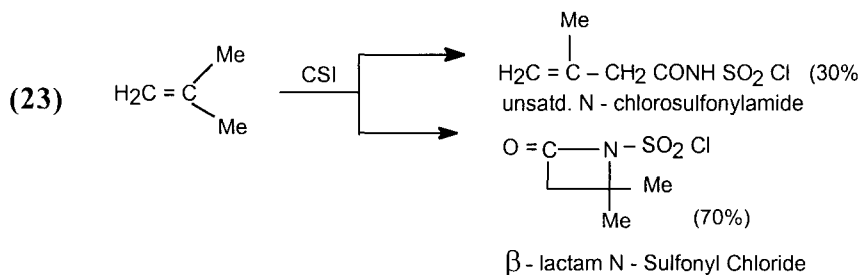 (23)
H2C=C
Me
Me
CSI
Me
H2C=C-CH2 CONH SO2 Cl (30%
unsatd. N - chlorosulfonylamide
O=C N-SO2 Cl
Me
Me
(70%)
β - lactam N - Sulfonyl Chloride